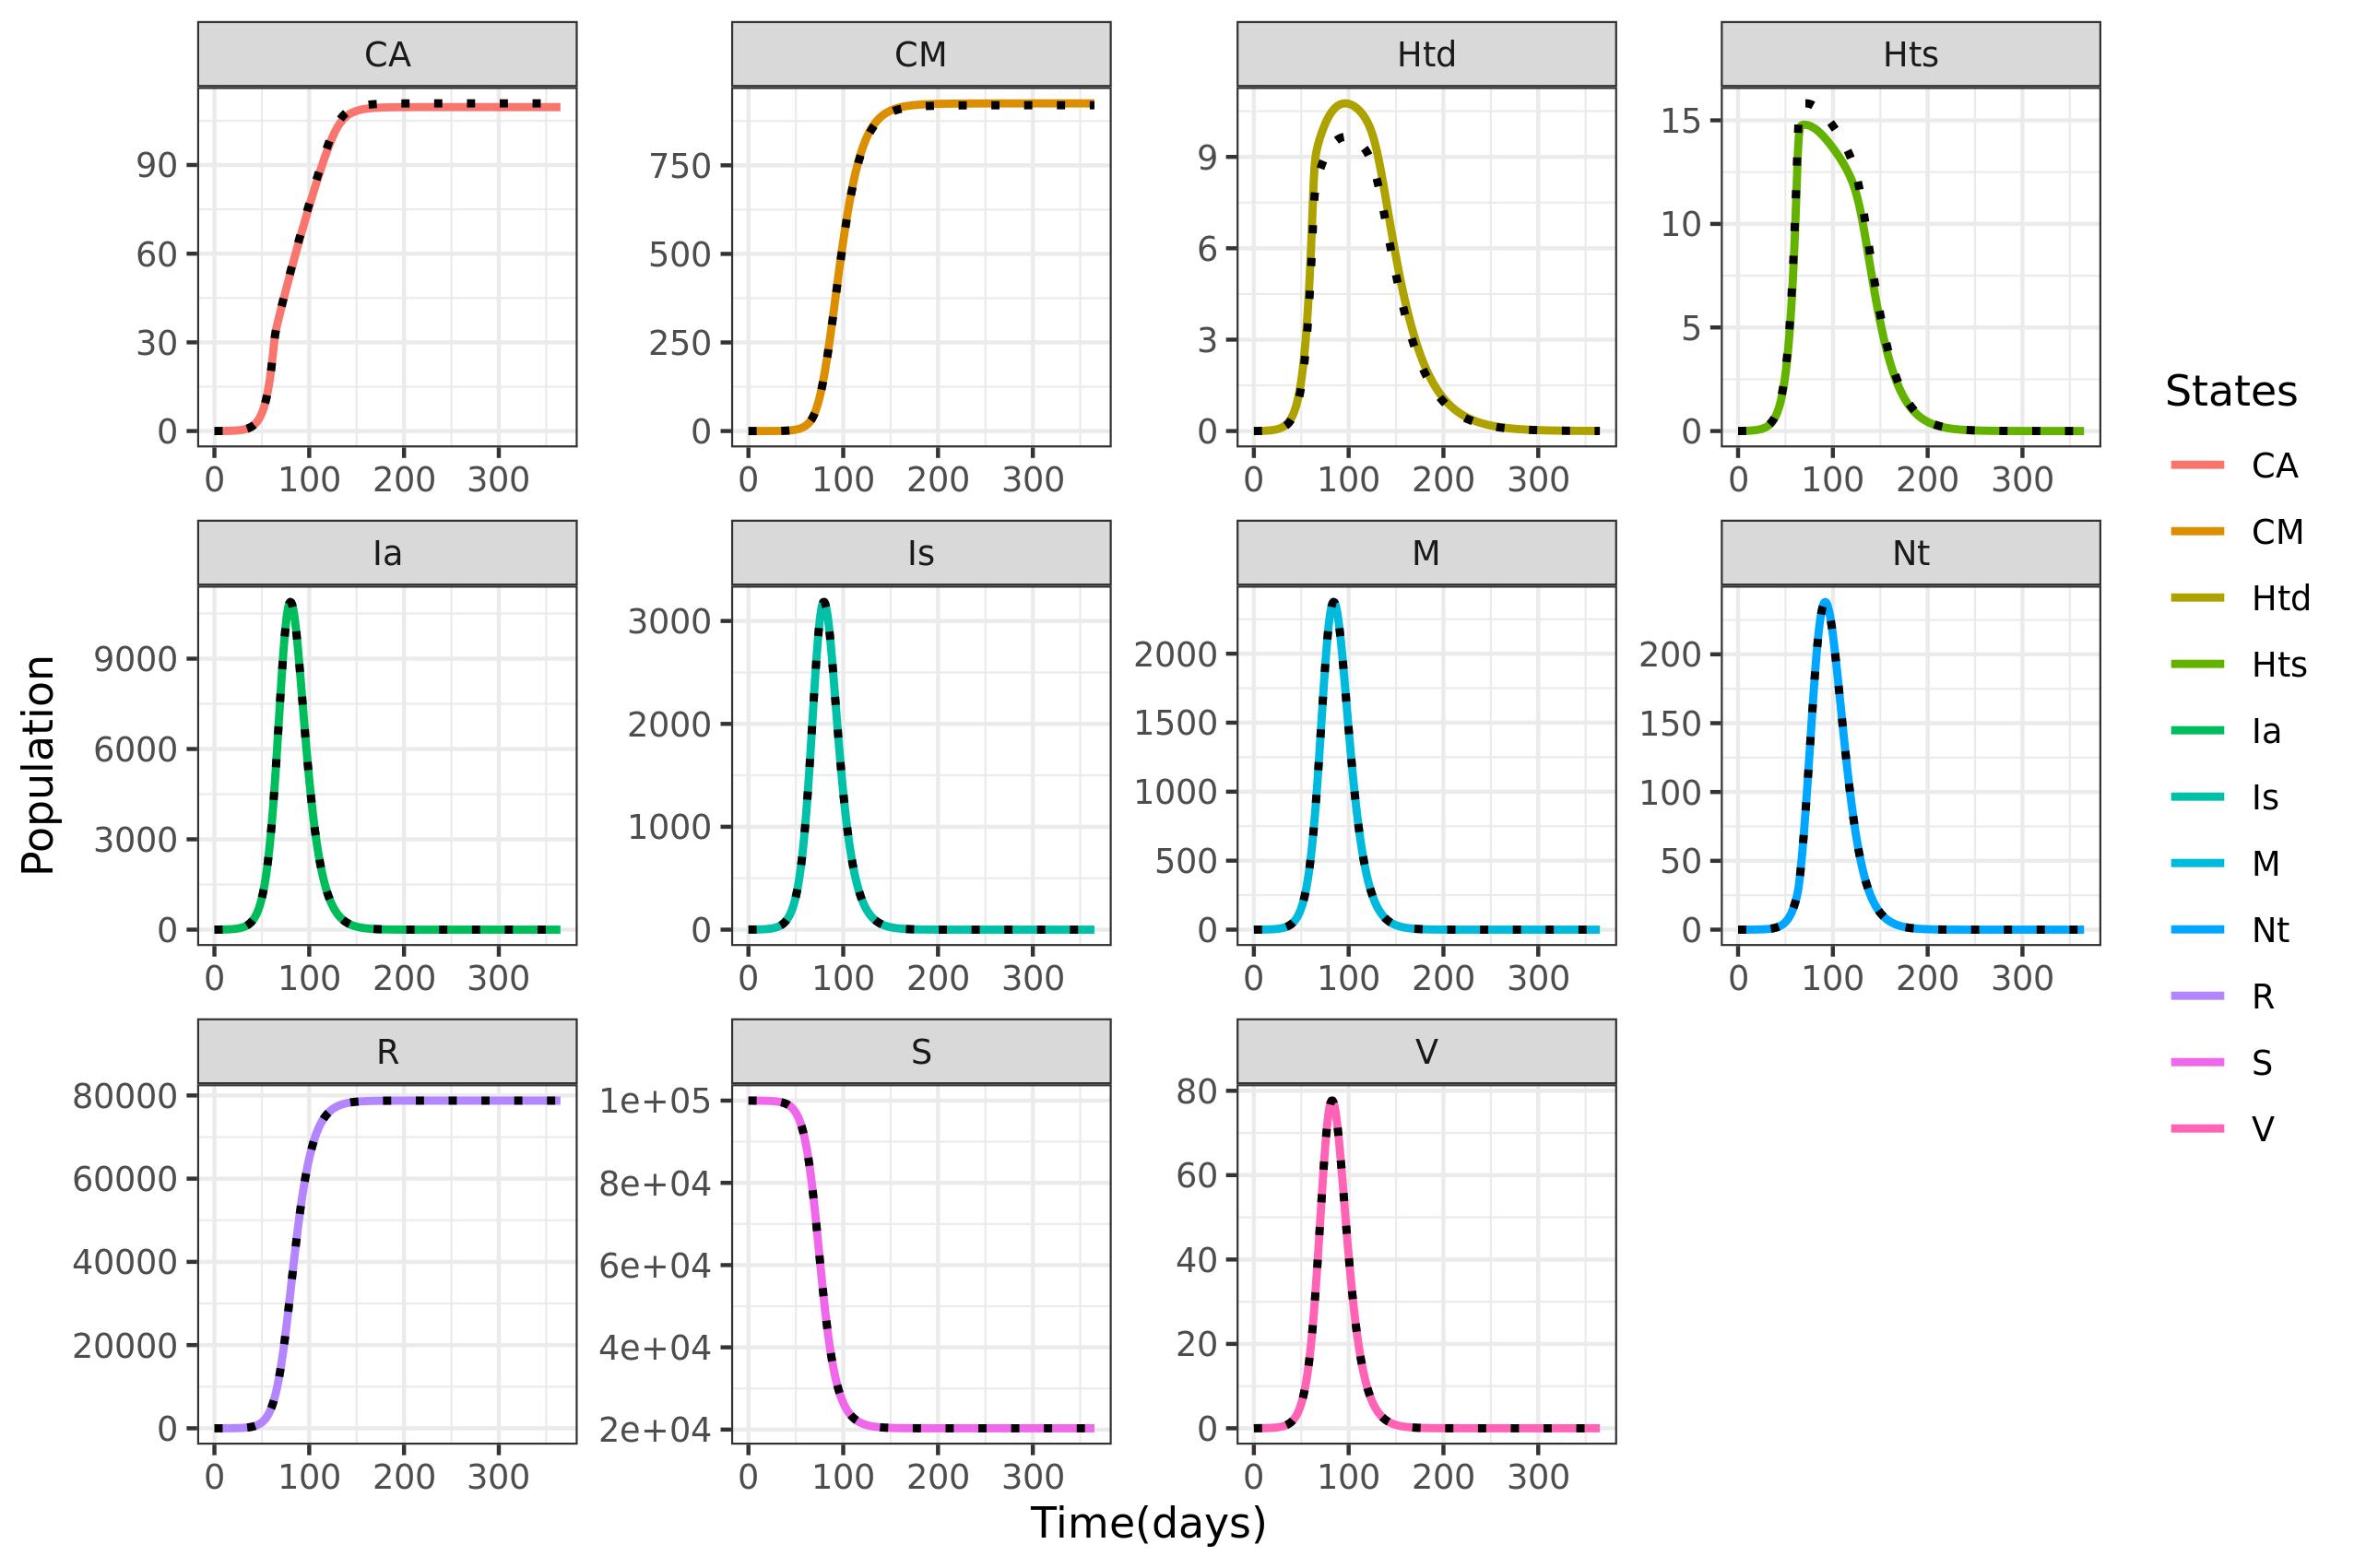 CA CM Htd Hts
90
60
30
0
750
500
250
0
9
6
3
0
15
10
5
0
0 100 200 300 0 100 200 300 0 100 200 300 0 100 200 300
Ia Is M Nt
9000
6000
3000
0
3000
2000
1000
0
2000
1500
1000
500
0
200
150
100
50
0
0 100 200 300 0 100 200 300 0 100 200 300 0 100 200 300
R S V
80000
60000
40000
20000
0
1e+05
8e+04
6e+04
4e+04
2e+04
80
60
40
20
0
0 100 200 300 0 100 200 300 0 100 200 300
Population
Time(days)
States
CA
CM
Htd
Hts
Ia
Is
M
Nt
R
S
V